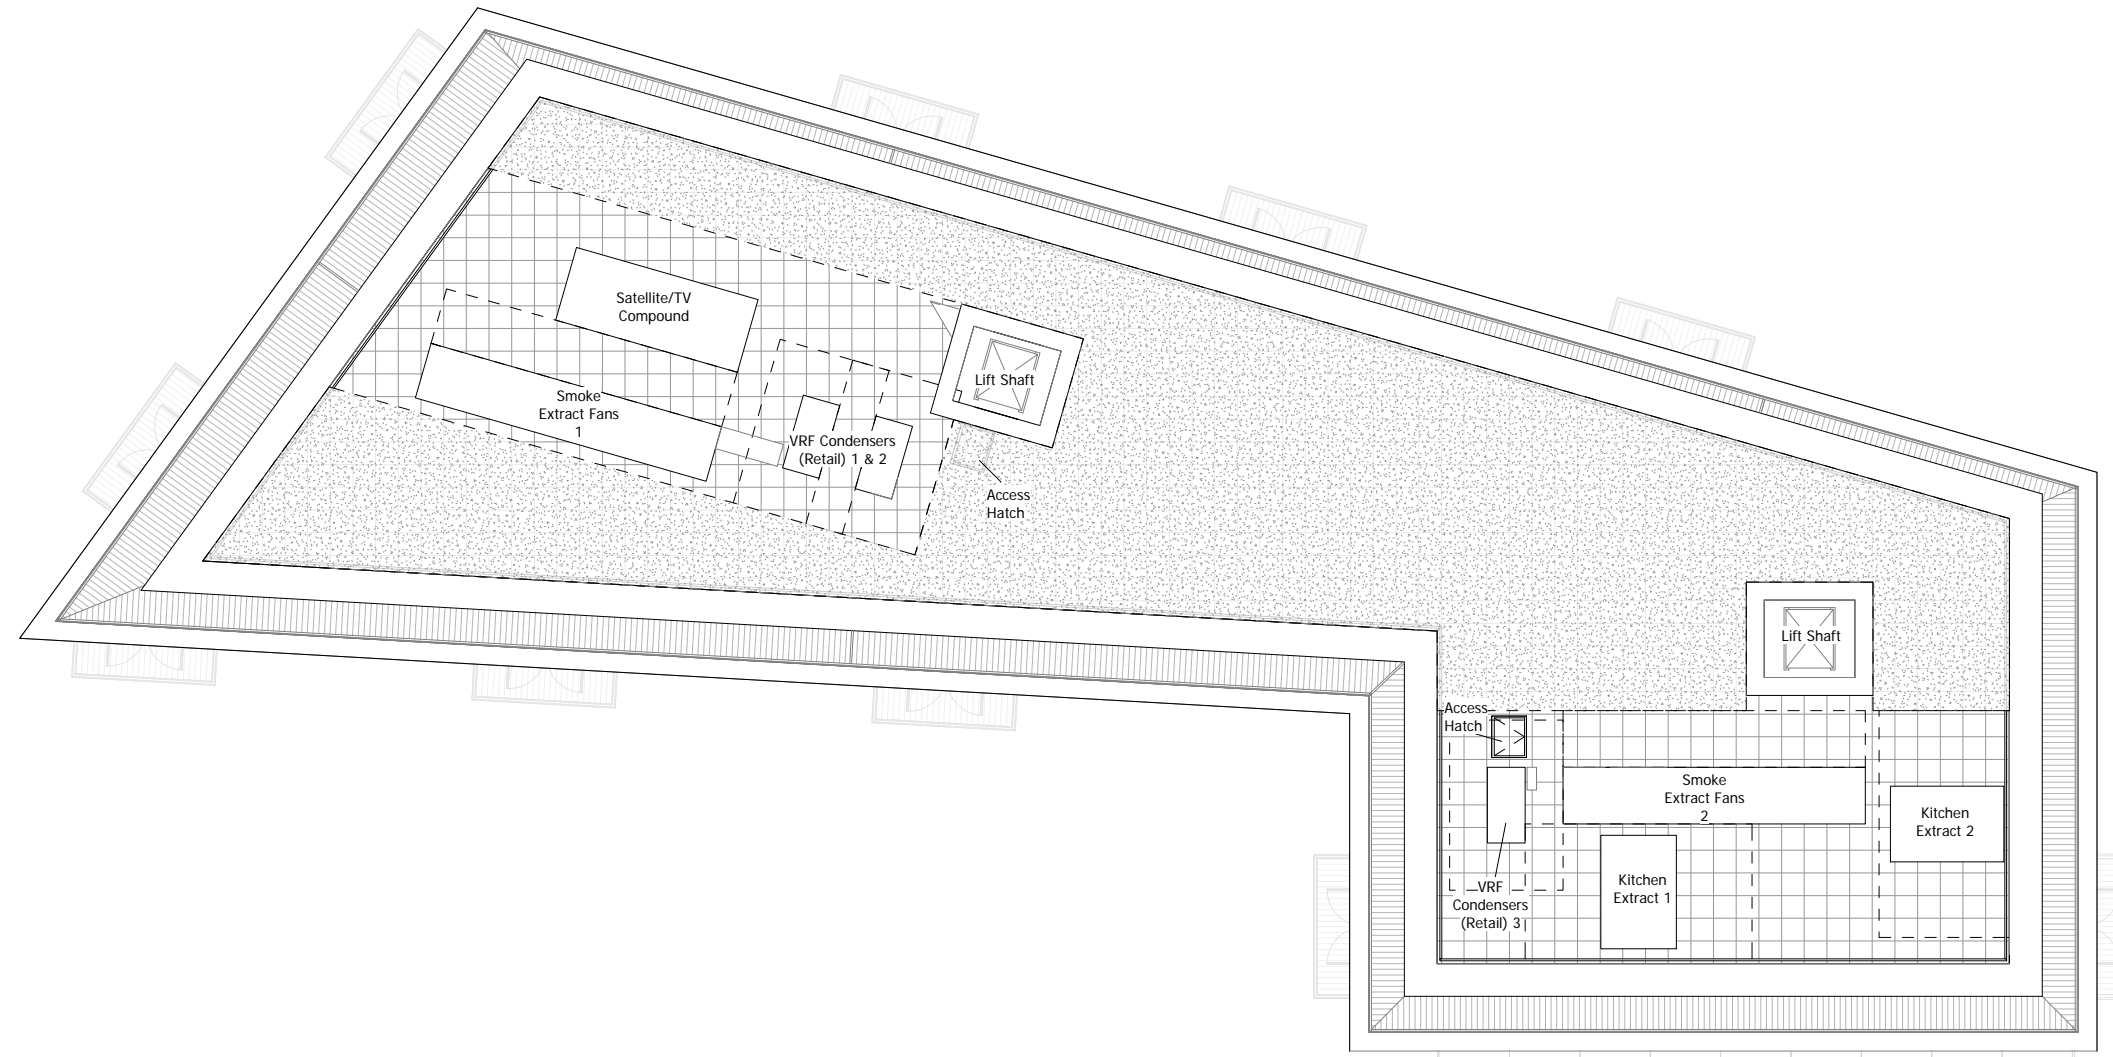 Satellite/TV
Compound
Smoke
Extract Fans
1
VRF Condensers
(Retail) 1 & 2
Lift Shaft
Access
Hatch
Lift Shaft
Access
Hatch
Smoke
Extract Fans
2
Kitchen
Extract 2
Kitchen
Extract 1
VRF
Condensers
(Retail) 3